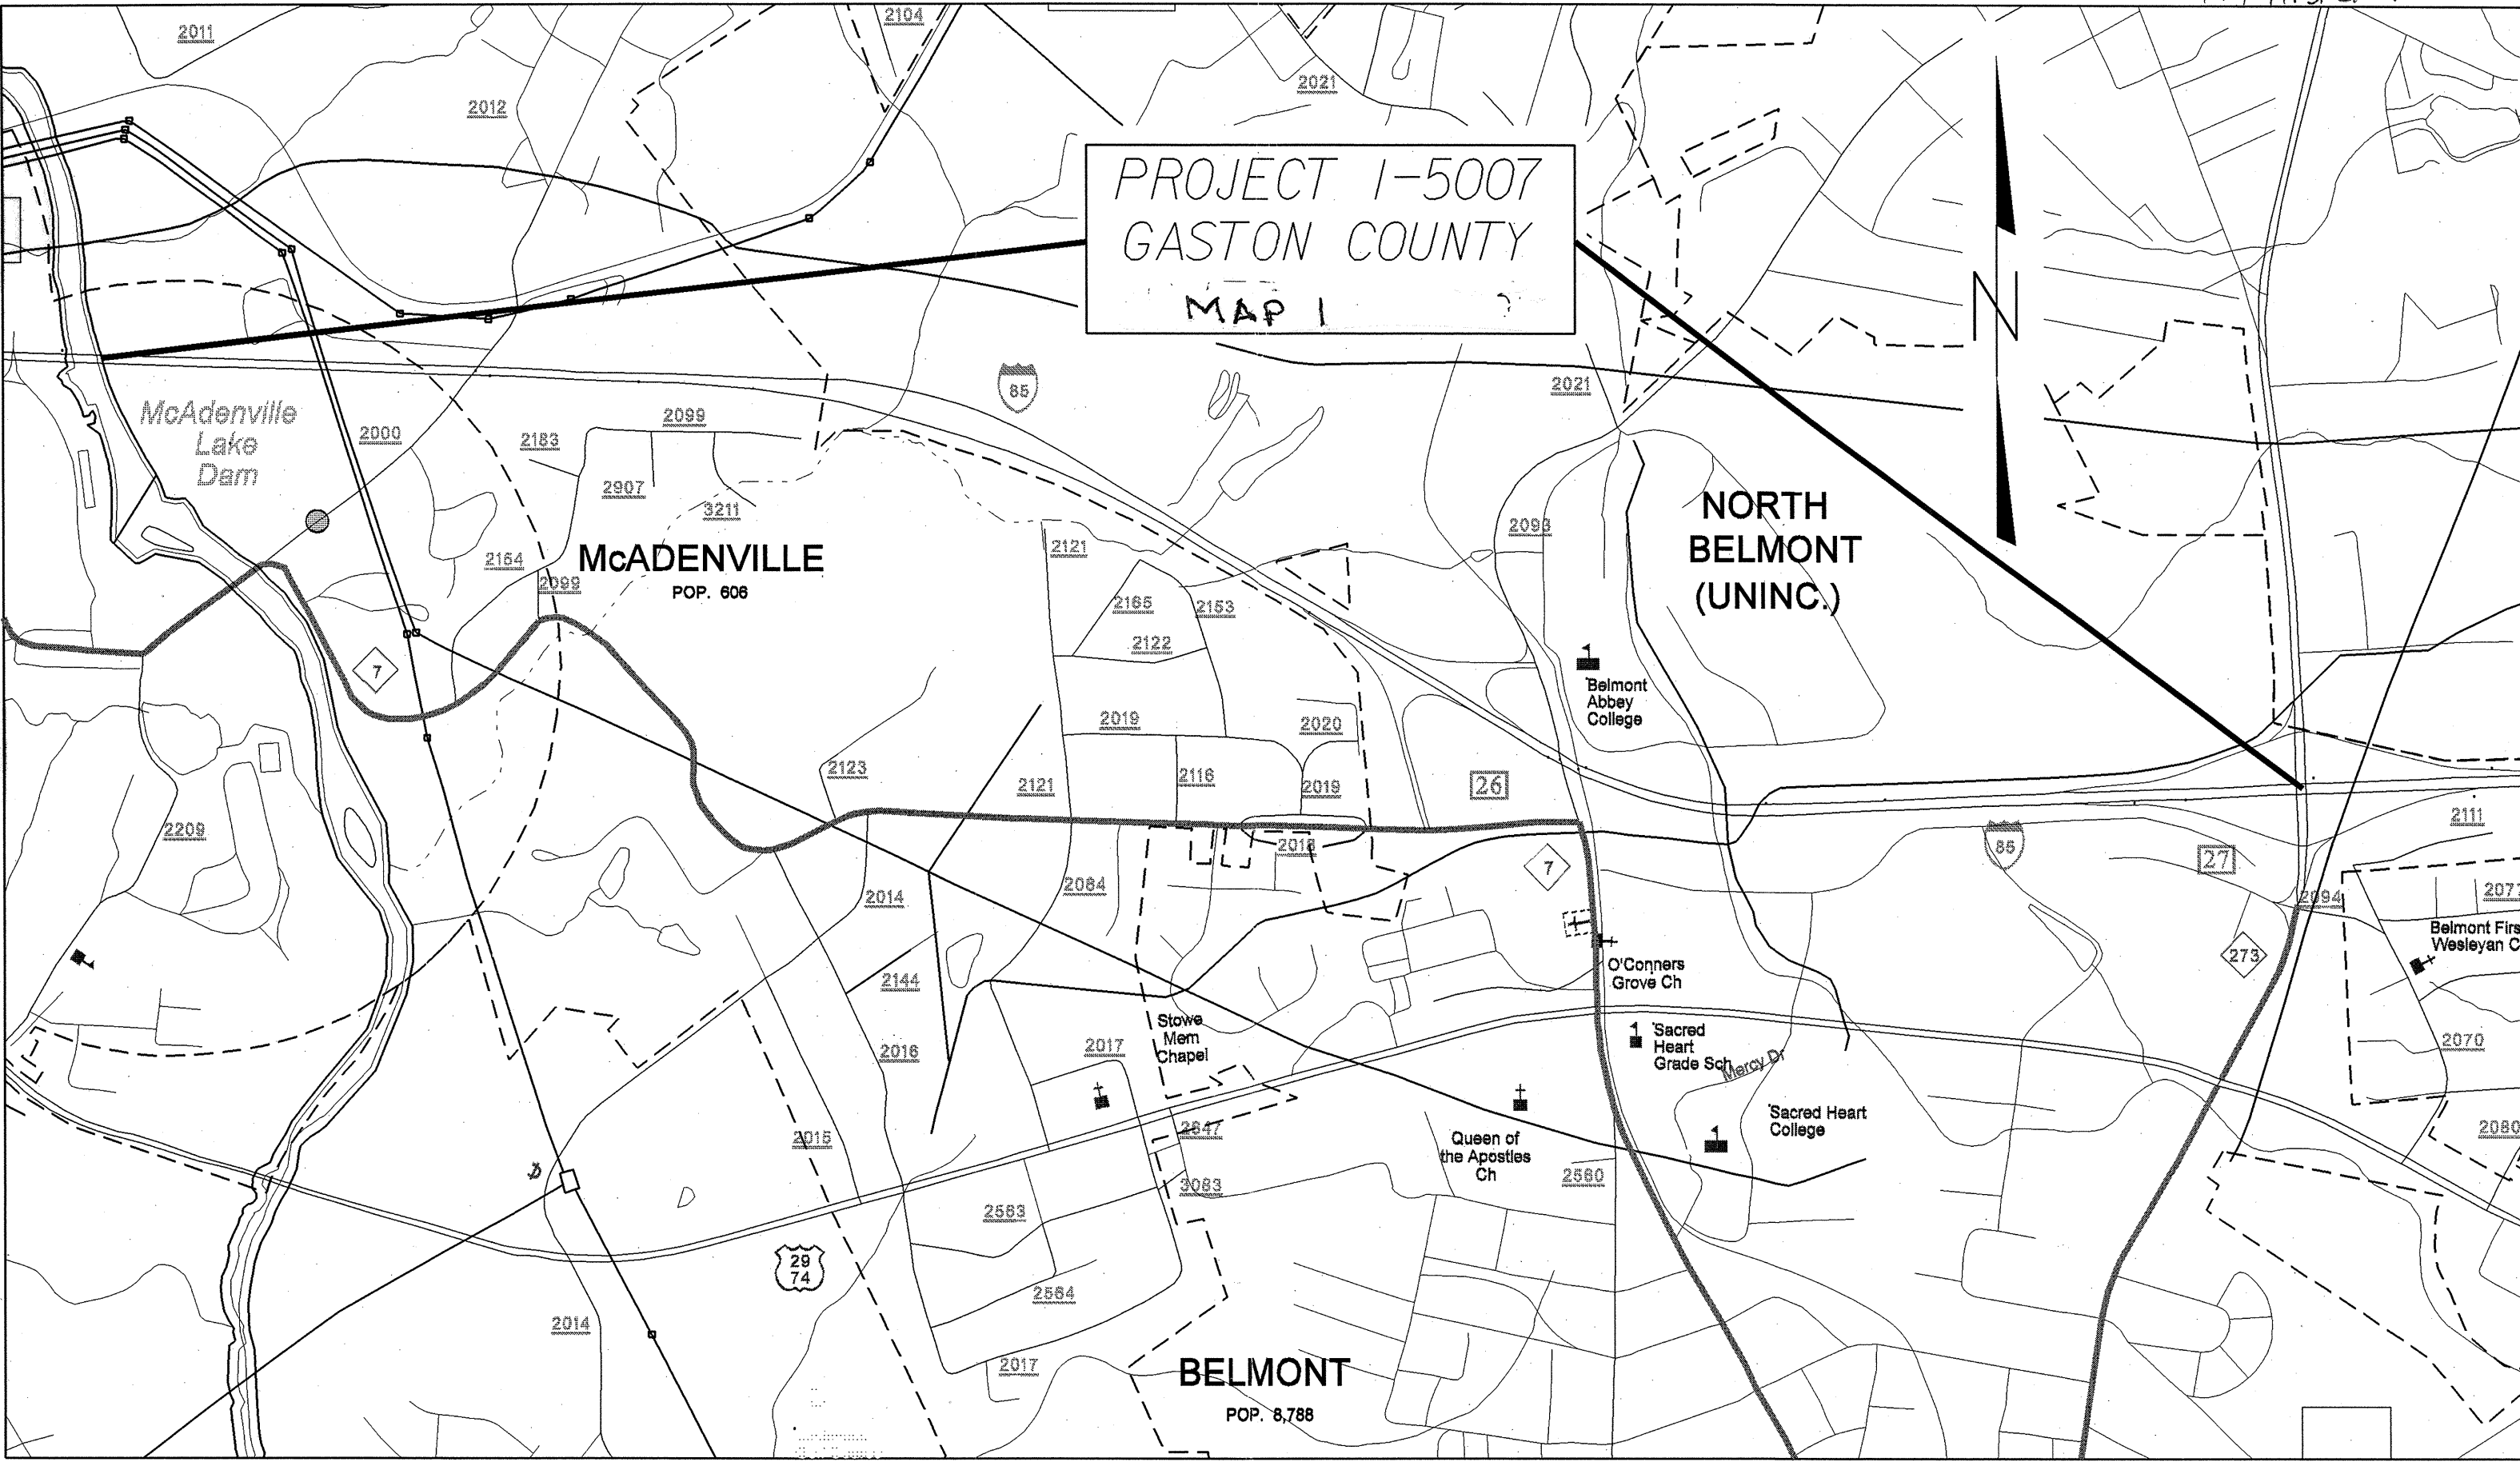 2104
2011
2021
2012
PROJECT I-5007
GASTON COUNTY
MAP 1
N
85
2021
McAdenville
Lake
Dam
2000
2183
2099
2907
3211
2093
NORTH
BELMONT
(UNINC.)
2154
2099
McADENVILLE
POP. 606
2121
2165
2153
2122
7
Belmont
Abbey
College
2019
2020
2123
2121
2116
2019
26
2209
2018
7
85
27
2111
2084
2014
2094
273
Belmont
Wesleyan
O'Conners
Grove Ch
2144
2016
2017
Stowe
Mem
Chapel
Sacred
Heart
Grade Sch
Mercy Dr
2070
Sacred Heart
College
2015
2647
Queen of
the Apostles
Ch
2080
3083
2560
2563
29
74
2564
2014
2017
BELMONT
POP. 8,788